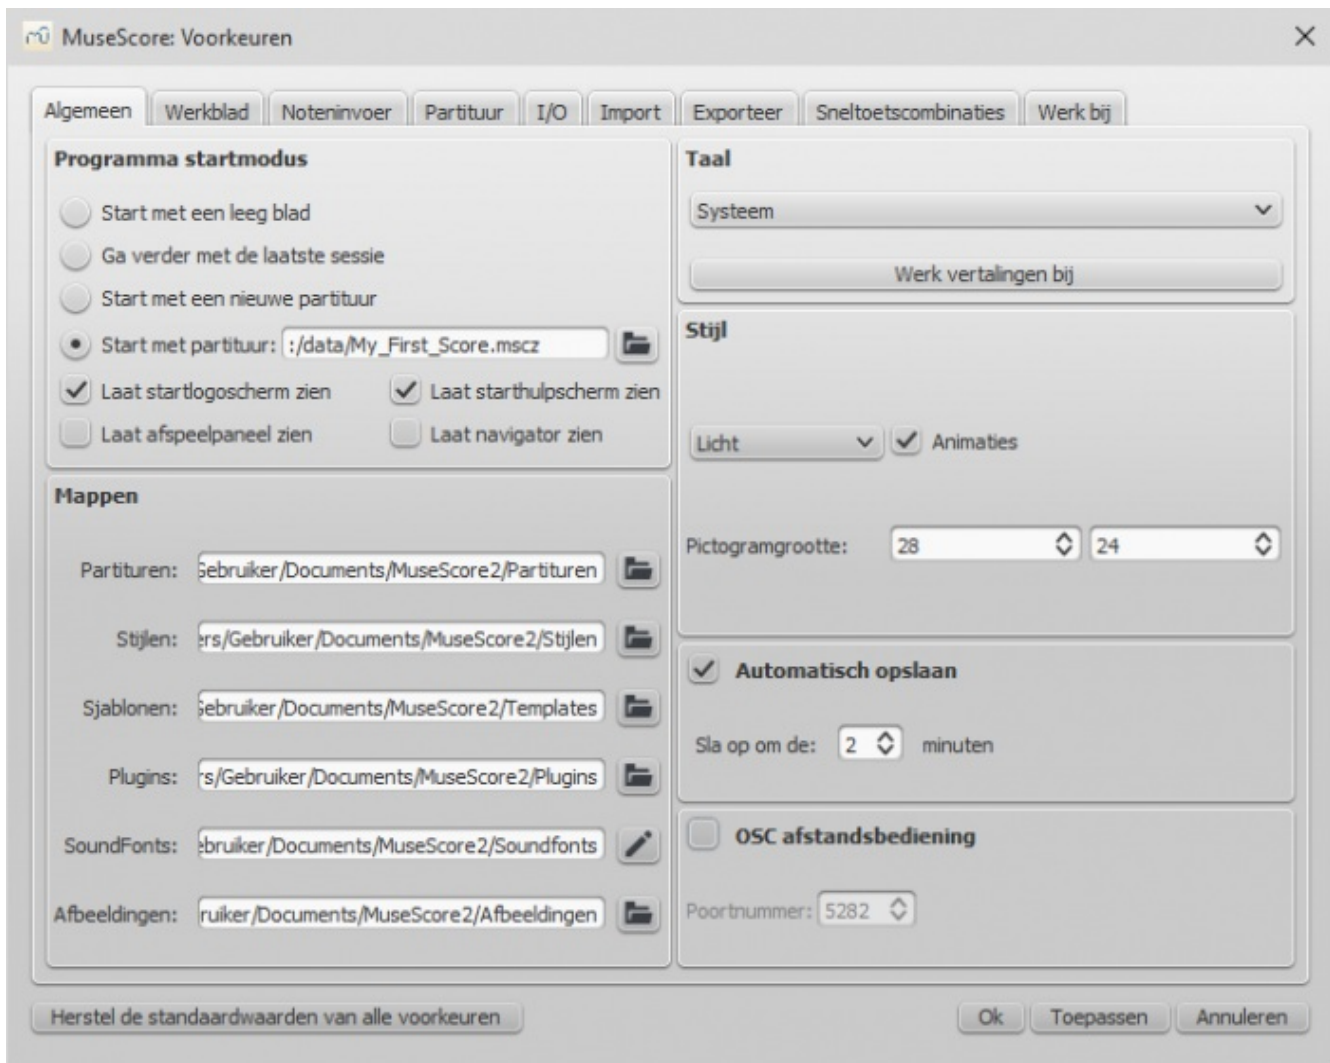 MuseScore: Voorkeuren
Algemeen Werkblad Noteninvoer Partituur I/O Import Exporteer Sneltoetscombinaties Werk bij
Programma startmodus
Start met een leeg blad
Ga verder met de laatste sessie
Start met een nieuwe partituur
Start met partituur: :/data/My_First_Score.mscz
Laat startlogoscherm zien Laat starthulpscherm zien
Laat afspeelpaneel zien Laat navigator zien
Mappen
Partituren: Gebruiker/Documents/MuseScore2/Partituren
Stijlen: ers/Gebruiker/Documents/MuseScore2/Stijlen
Sjablonen: Gebruiker/Documents/MuseScore2/Templates
Plugins: rs/Gebruiker/Documents/MuseScore2/Plugins
SoundFonts: ebruiker/Documents/MuseScore2/Soundfonts
Afbeeldingen: ruiker/Documents/MuseScore2/Afbeeldingen
Taal
Systeem
Werk vertalingen bij
Stijl
Licht Animaties
Pictogramgrootte: 28 24
Automatisch opslaan
Sla op om de: 2 minuten
OSC afstandsbediening
Poortnummer: 5282
Herstel de standaardwaarden van alle voorkeuren Ok Toepassen Annuleren